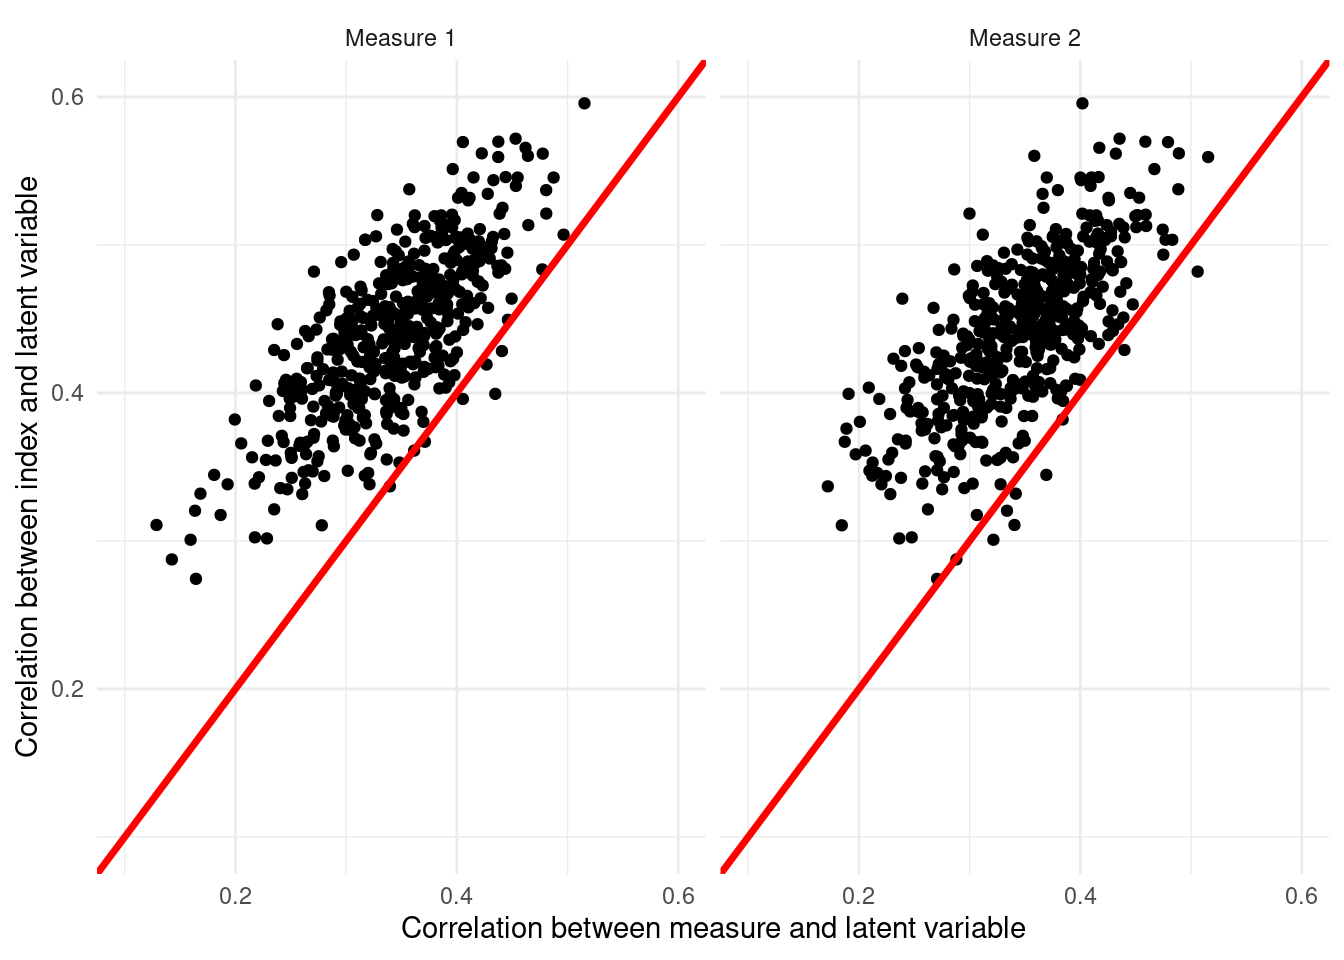 Measure 1
Measure 2
0.6
0.4
0.2
Correlation between index and latent variable
0.2
0.4
0.6
0.2
0.4
0.6
Correlation between measure and latent variable